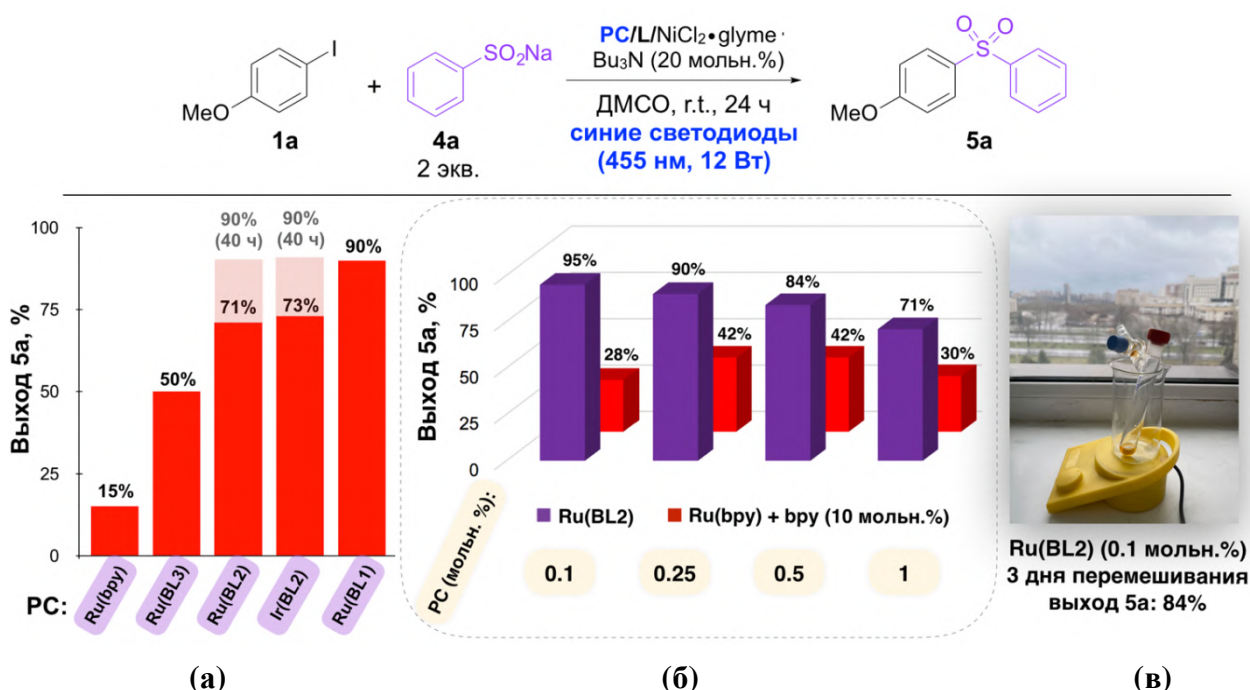 PC/L/NiCl₂•glyme
Bu₃N (20 мольн.%)
ДМСО, r.t., 24 ч
синие светодиоды
(455 нм, 12 Вт)
I
MeO
1a
+
SO₂Na
4a
2 экв.
O O
S
MeO
5a
Выход 5а, %
100
75
50
25
0
15%
50%
90%
(40 ч)
71%
90%
(40 ч)
73%
90%
PC:
Ru(bpy)
Ru(BL3)
Ru(BL2)
Ir(BL2)
Ru(BL1)
(а)
Выход 5а, %
100
75
50
25
0
95%
28%
90%
42%
84%
42%
71%
30%
Ru(BL2)
Ru(bpy) + bpy (10 мольн.%)
PC (мольн. %):
0.1
0.25
0.5
1
(б)
Ru(BL2) (0.1 мольн.%)
3 дня перемешивания
выход 5а: 84%
(в)